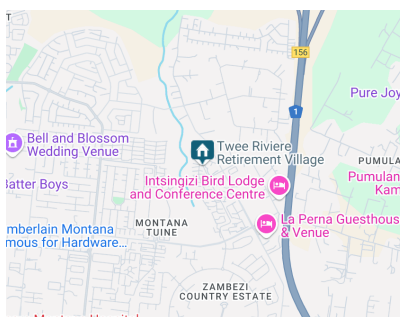 T
156
Pure Joy
1
Bell and Blossom
Wedding Venue
Twee Riviere
Retirement Village
PUMULA
Batter Boys
Intsingizi Bird Lodge
and Conference Centre
Pumulan
Kam
La Perna Guesthous
& Venue
MONTANA
TUINE
mberlain Montana
mous for Hardware...
ZAMBEZI
COUNTRY ESTATE